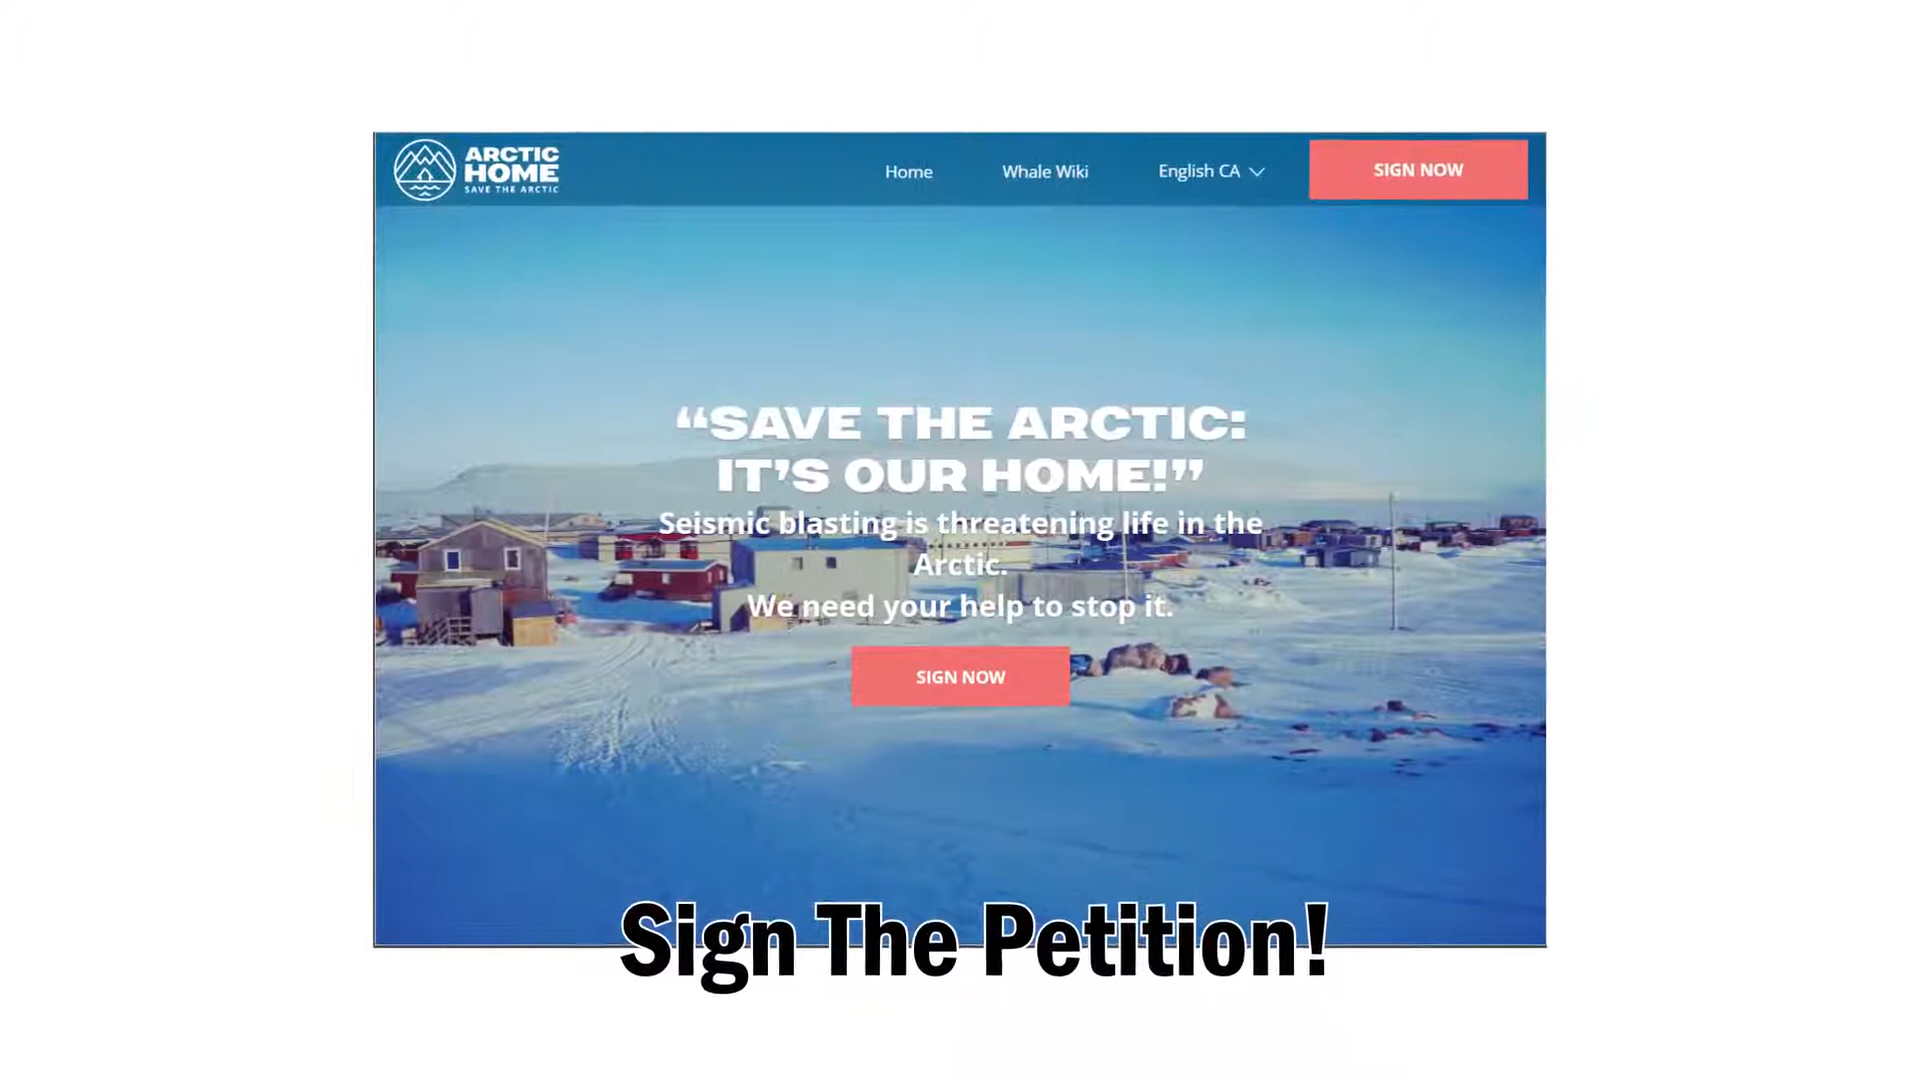 ARCTIC
HOME
SAVE THE ARCTIC
Home
Whale Wiki
English CA
SIGN NOW
“SAVE THE ARCTIC:
IT’S OUR HOME!”
Seismic blasting is threatening life in the
Arctic.
We need your help to stop it.
SIGN NOW
Sign The Petition!